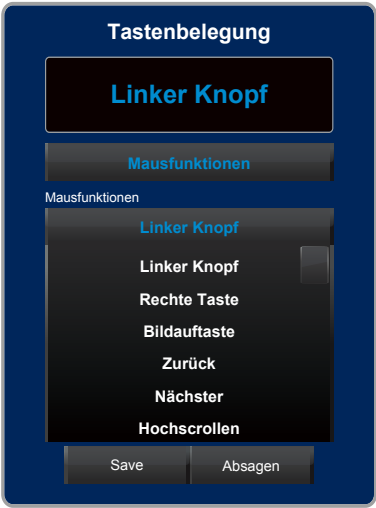 Tastenbelegung
Linker Knopf
Mausfunktionen
Mausfunktionen
Linker Knopf
Linker Knopf
Rechte Taste
Bildauftaste
Zurück
Nächster
Hochscrollen
Save
Absagen